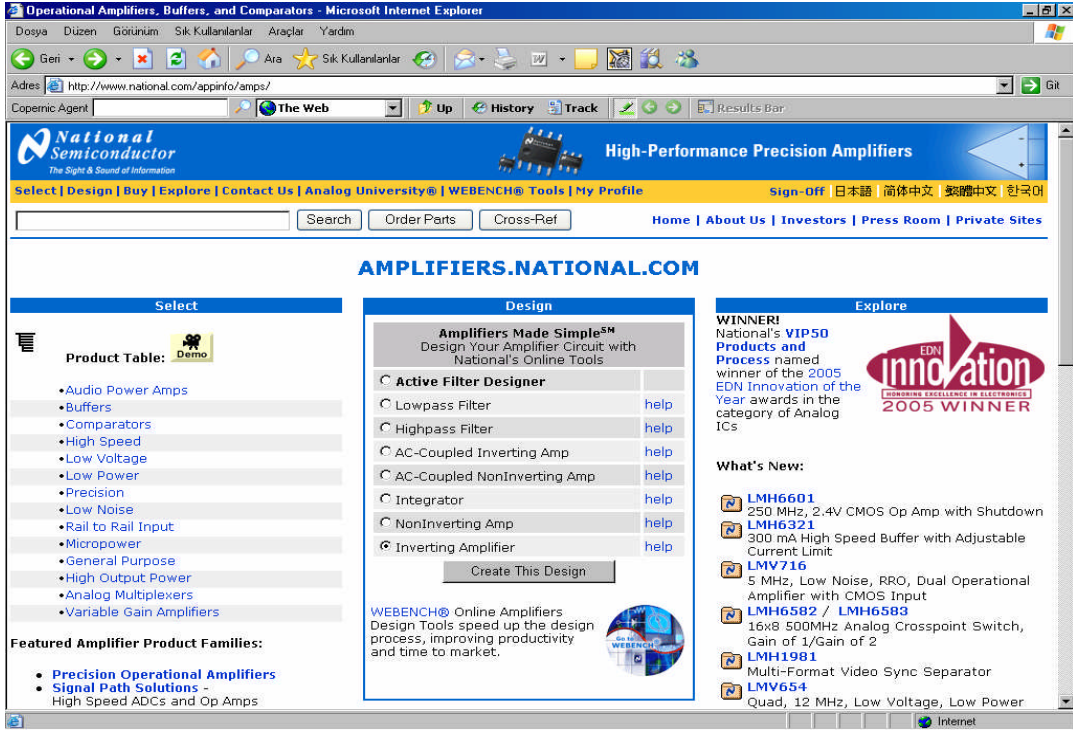 Operational Amplifiers, Buffers, and Comparators - Microsoft Internet Explorer
Dosya Düzen Görünüm Sık Kullanılanlar Araçlar Yardım
Geri Ara Sık Kullanılanlar
Adres http://www.national.com/appinfo/amps/ Git
Copernic Agent The Web Up History Track Results Bar
National
Semiconductor
The Sight & Sound of Information
High-Performance Precision Amplifiers
Select | Design | Buy | Explore | Contact Us | Analog University® | WEBENCH® Tools | My Profile
Sign-Off 日本語 简体中文 繁體中文 한국어
Search Order Parts Cross-Ref
Home | About Us | Investors | Press Room | Private Sites
AMPLIFIERS.NATIONAL.COM
Select
Product Table: Demo
•Audio Power Amps
•Buffers
•Comparators
•High Speed
•Low Voltage
•Low Power
•Precision
•Low Noise
•Rail to Rail Input
•Micropower
•General Purpose
•High Output Power
•Analog Multiplexers
•Variable Gain Amplifiers
Featured Amplifier Product Families:
• Precision Operational Amplifiers
• Signal Path Solutions -
High Speed ADCs and Op Amps
Design
Amplifiers Made Simple℠
Design Your Amplifier Circuit with
National's Online Tools
Active Filter Designer
Lowpass Filter help
Highpass Filter help
AC-Coupled Inverting Amp help
AC-Coupled NonInverting Amp help
Integrator help
NonInverting Amp help
Inverting Amplifier help
Create This Design
WEBENCH® Online Amplifiers
Design Tools speed up the design
process, improving productivity
and time to market.
Go to
WEBENCH
Explore
WINNER!
National's VIP50
Products and
Process named
winner of the 2005
EDN Innovation of the
Year awards in the
category of Analog
ICs
EDN
innovation
HONORING EXCELLENCE IN ELECTRONICS
2005 WINNER
What's New:
LMH6601
250 MHz, 2.4V CMOS Op Amp with Shutdown
LMH6321
300 mA High Speed Buffer with Adjustable
Current Limit
LMV716
5 MHz, Low Noise, RRO, Dual Operational
Amplifier with CMOS Input
LMH6582 / LMH6583
16x8 500MHz Analog Crosspoint Switch,
Gain of 1/Gain of 2
LMH1981
Multi-Format Video Sync Separator
LMV654
Quad, 12 MHz, Low Voltage, Low Power
Internet